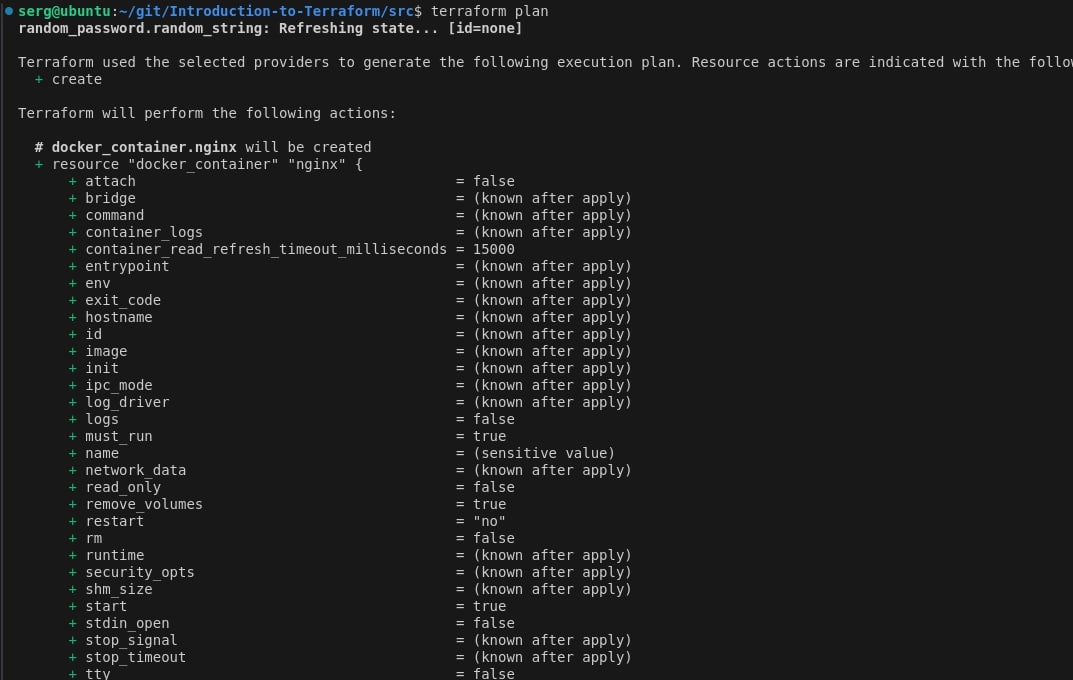 serg@ubuntu:~/git/Introduction-to-Terraform/src$ terraform plan
random_password.random_string: Refreshing state... [id=none]
Terraform used the selected providers to generate the following execution plan. Resource actions are indicated with the follow
+ create
Terraform will perform the following actions:
# docker_container.nginx will be created
+ resource "docker_container" "nginx" {
+ attach = false
+ bridge = (known after apply)
+ command = (known after apply)
+ container_logs = (known after apply)
+ container_read_refresh_timeout_milliseconds = 15000
+ entrypoint = (known after apply)
+ env = (known after apply)
+ exit_code = (known after apply)
+ hostname = (known after apply)
+ id = (known after apply)
+ image = (known after apply)
+ init = (known after apply)
+ ipc_mode = (known after apply)
+ log_driver = (known after apply)
+ logs = false
+ must_run = true
+ name = (sensitive value)
+ network_data = (known after apply)
+ read_only = false
+ remove_volumes = true
+ restart = "no"
+ rm = false
+ runtime = (known after apply)
+ security_opts = (known after apply)
+ shm_size = (known after apply)
+ start = true
+ stdin_open = false
+ stop_signal = (known after apply)
+ stop_timeout = (known after apply)
+ tty = false